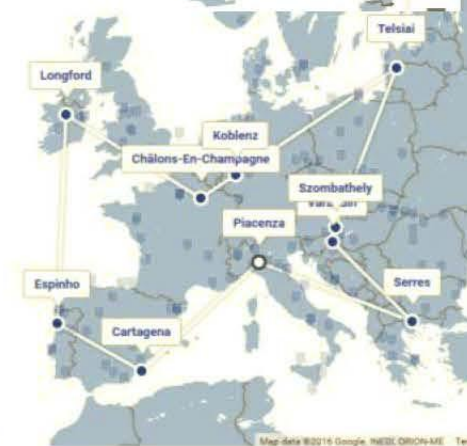 Telsiai
Longford
Koblenz
Châlons-En-Champagne
Szombathely
Piacenza
Espinho
Serres
Cartagena
Map data ©2016 Google, INEGI, ORION-ME